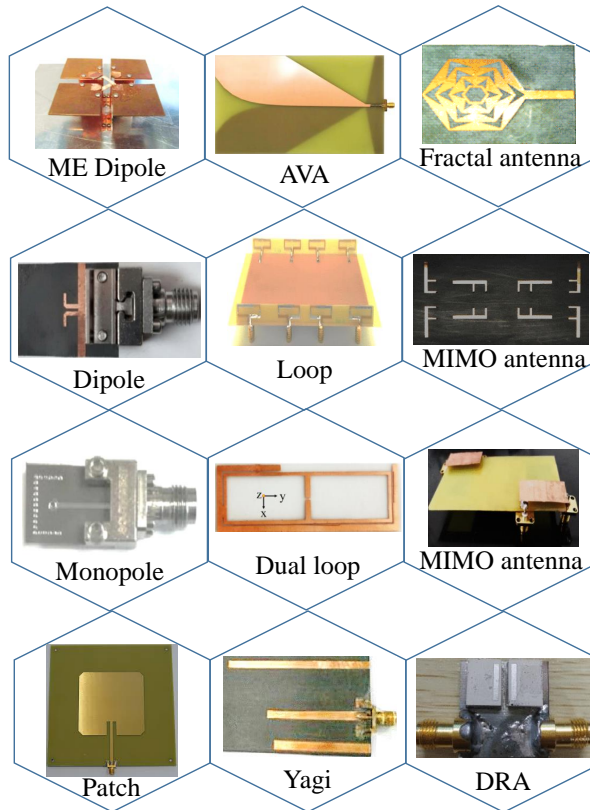 ME Dipole
AVA
Fractal antenna
Dipole
Loop
MIMO antenna
z y
x
Monopole
Dual loop
MIMO antenna
Patch
Yagi
DRA